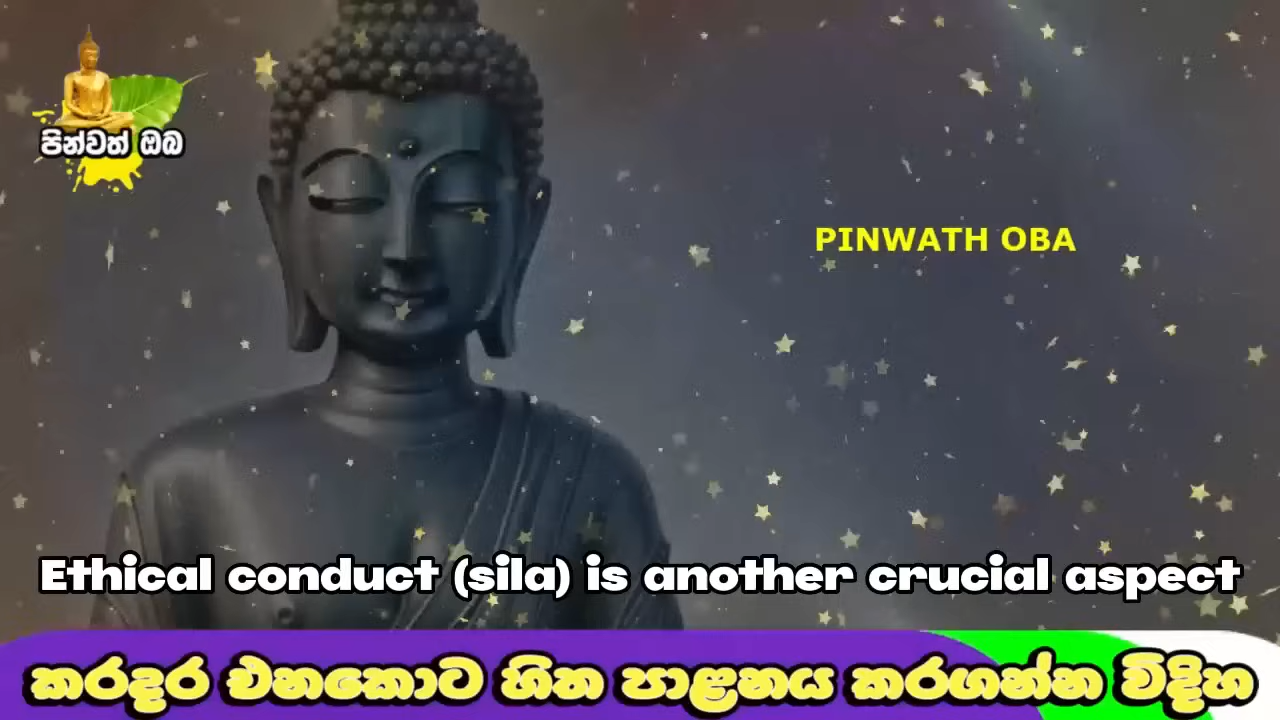 පින්වත් ඔබ
PINWATH OBA
Ethical conduct (sila) is another crucial aspect
කරදර එනකොට හිත පාළනය කරගන්න විදිහ